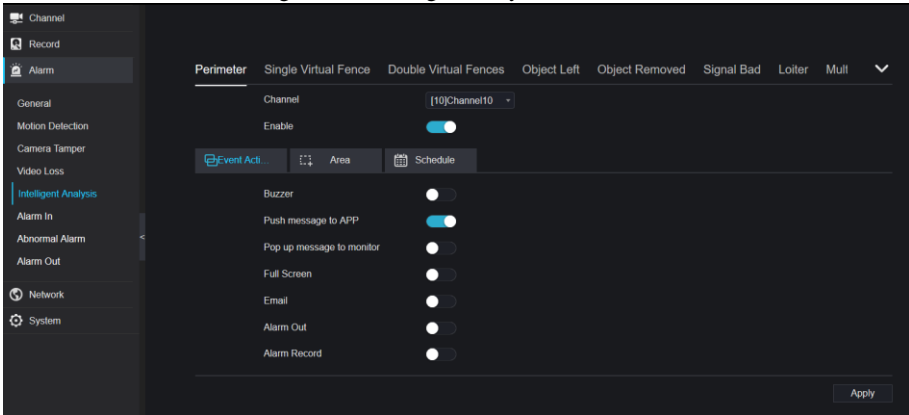 Channel
Record
Alarm
General
Motion Detection
Camera Tamper
Video Loss
Intelligent Analysis
Alarm In
Abnormal Alarm
Alarm Out
Network
System
<
Perimeter Single Virtual Fence Double Virtual Fences Object Left Object Removed Signal Bad Loiter Mult
Channel [10]Channel10
Enable
Event Acti... Area Schedule
Buzzer
Push message to APP
Pop up message to monitor
Full Screen
Email
Alarm Out
Alarm Record
Apply